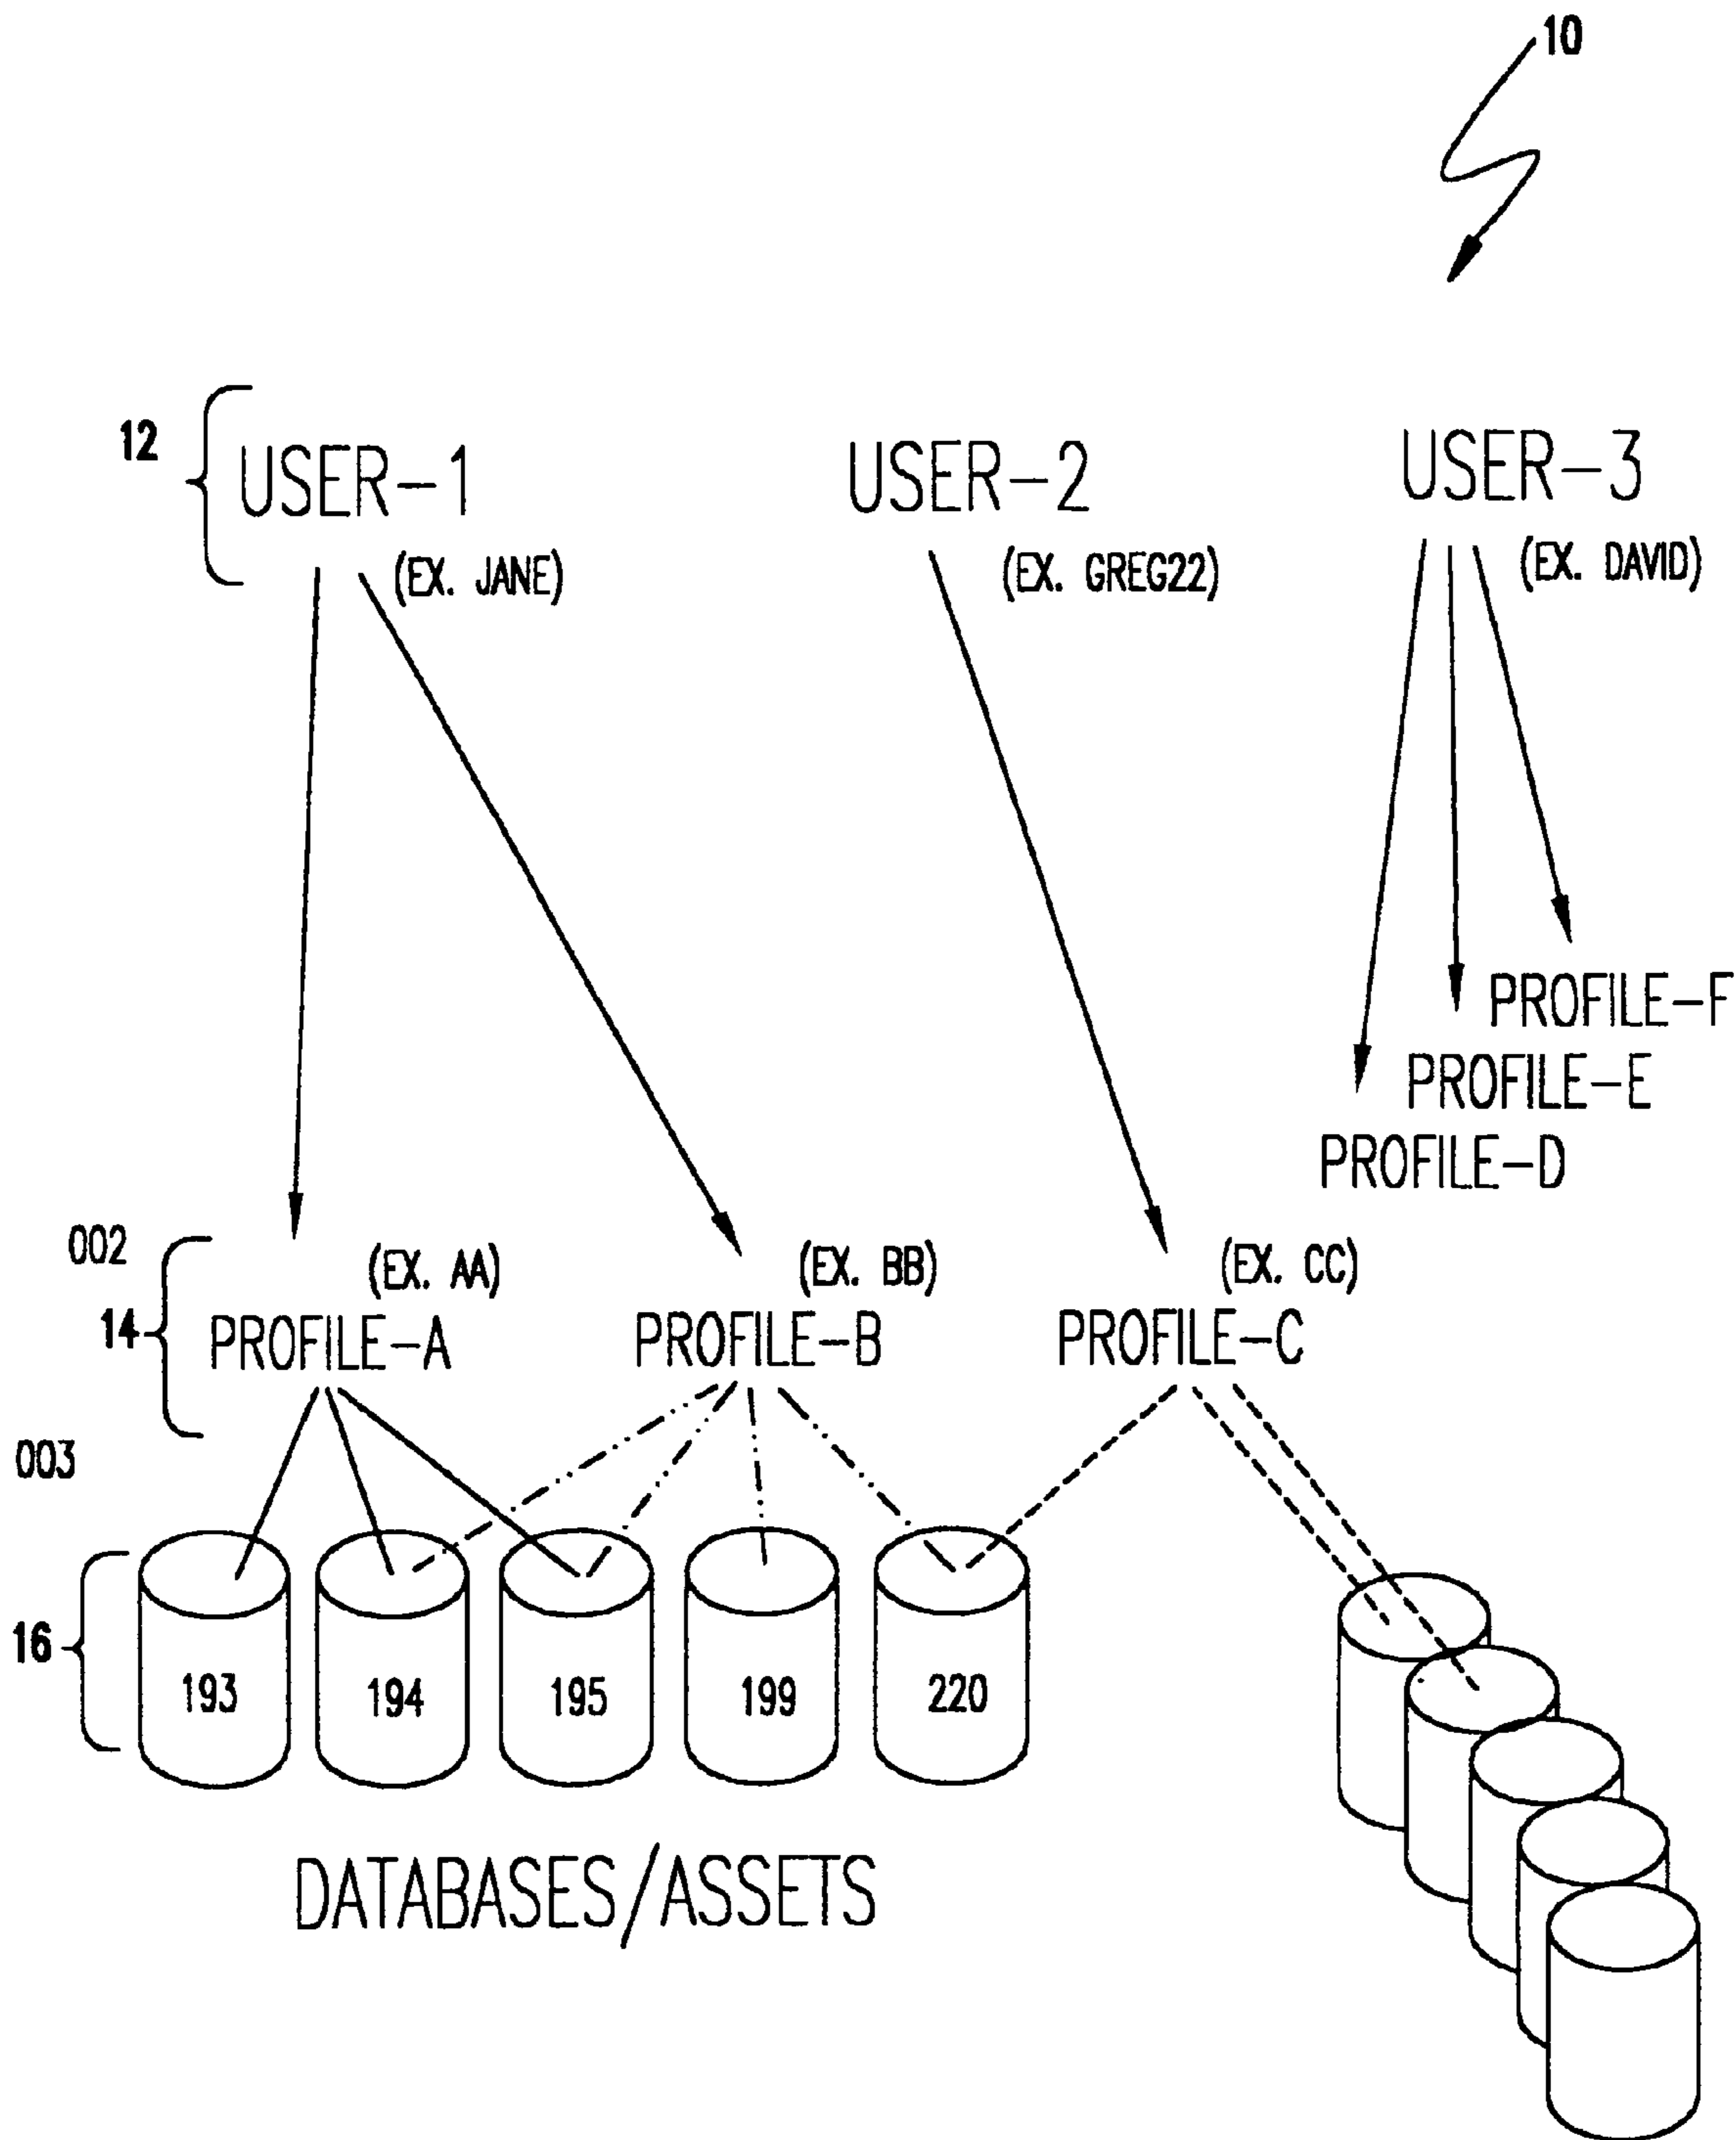 10
12
USER-1 USER-2 USER-3
(EX. JANE) (EX. GREG22) (EX. DAVID)
PROFILE-F
PROFILE-E
PROFILE-D
002
(EX. AA) (EX. BB) (EX. CC)
14
PROFILE-A PROFILE-B PROFILE-C
003
16
193 194 195 199 220
DATABASES/ASSETS